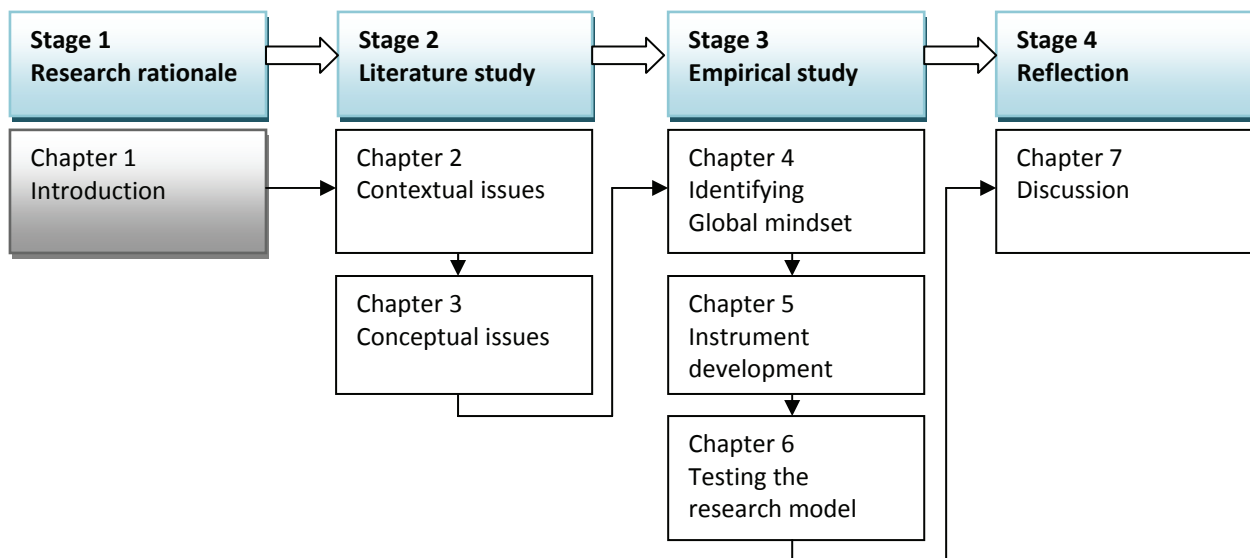 Stage 1
Research rationale
Stage 2
Literature study
Stage 3
Empirical study
Stage 4
Reflection
Chapter 1
Introduction
Chapter 2
Contextual issues
Chapter 3
Conceptual issues
Chapter 4
Identifying
Global mindset
Chapter 5
Instrument
development
Chapter 6
Testing the
research model
Chapter 7
Discussion